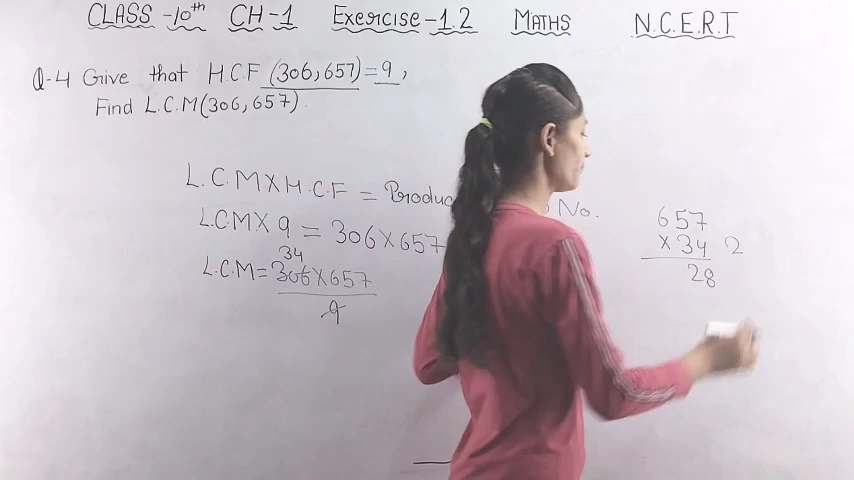 CLASS -10th CH-1 Exercise-1.2 MATHS N.C.E.R.T
Q-4 Give that H.C.F (306,657)=9,
Find L.C.M(306,657).
L.C.M X H.C.F = Produc No.
LCM X 9 = 306 X 657
34
L.C.M = 306 X 657
9
657
x 34 2
28